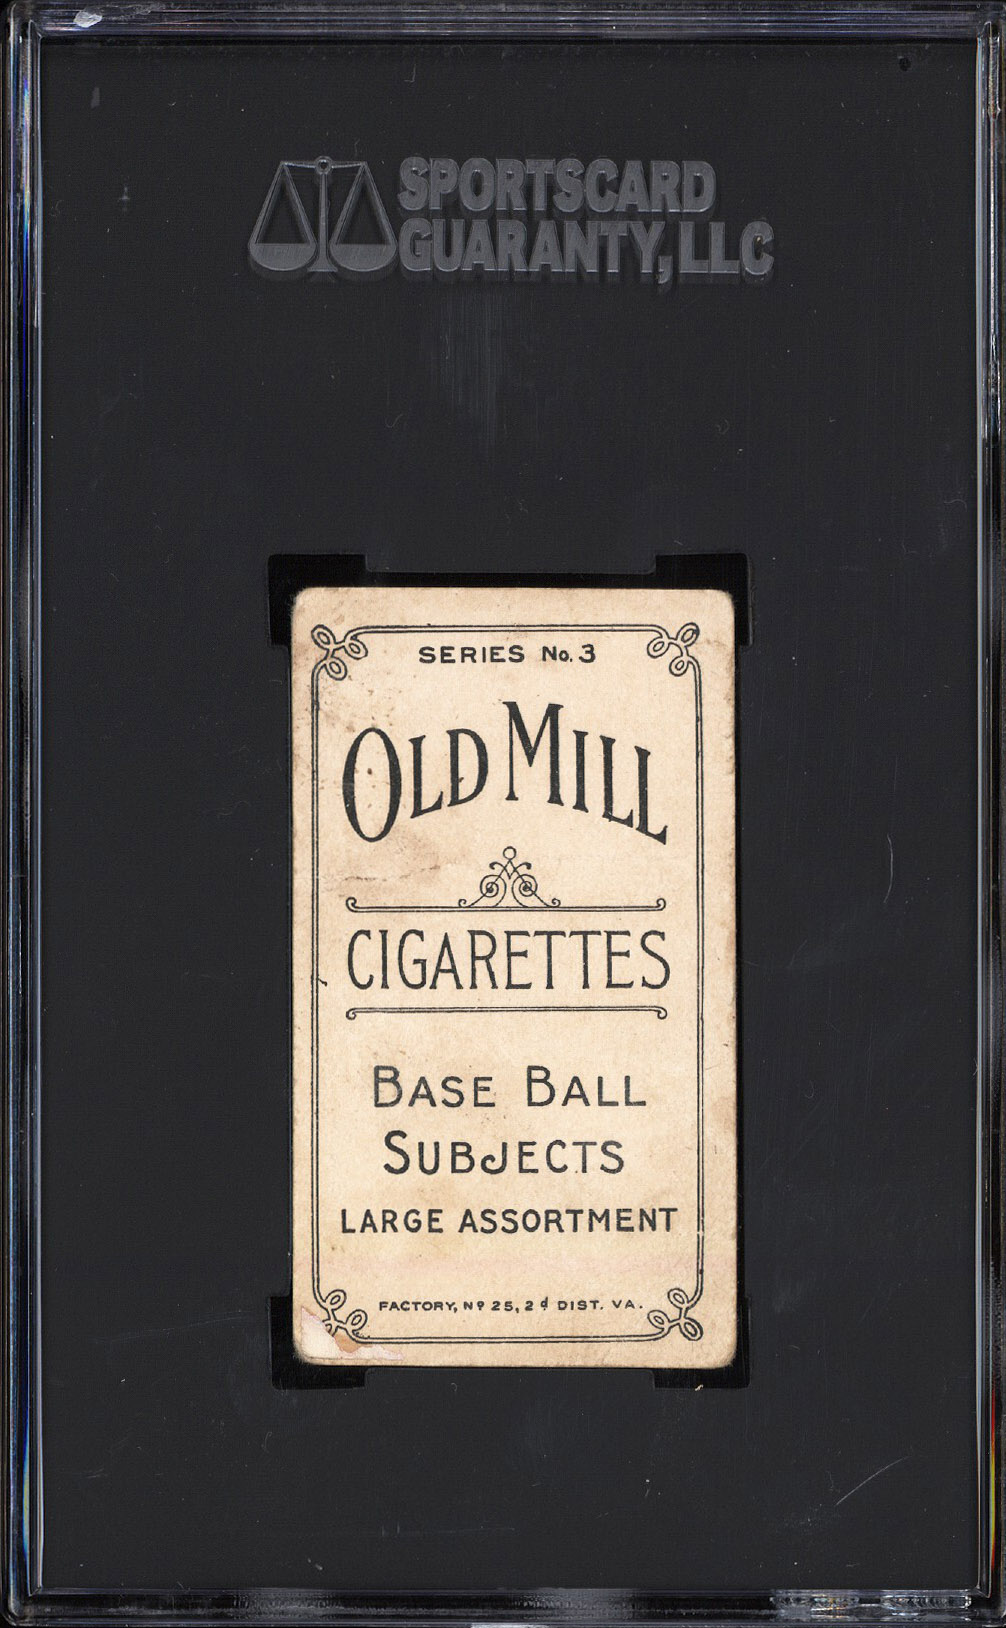 SPORTSCARD
GUARANTY, LLC
SERIES No. 3
OLD MILL
CIGARETTES
BASE BALL
SUBJECTS
LARGE ASSORTMENT
FACTORY, Nº 25, 2d DIST. VA.